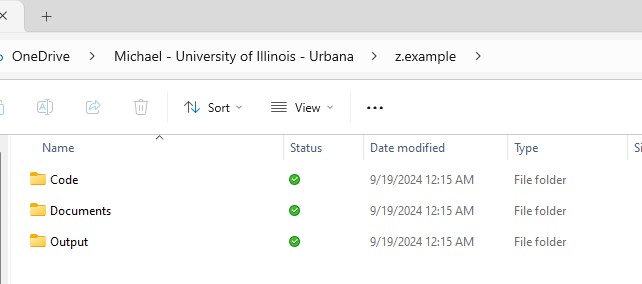 OneDrive > Michael - University of Illinois - Urbana > z.example >
Sort View
Name Status Date modified Type
Code 9/19/2024 12:15 AM File folder
Documents 9/19/2024 12:15 AM File folder
Output 9/19/2024 12:15 AM File folder